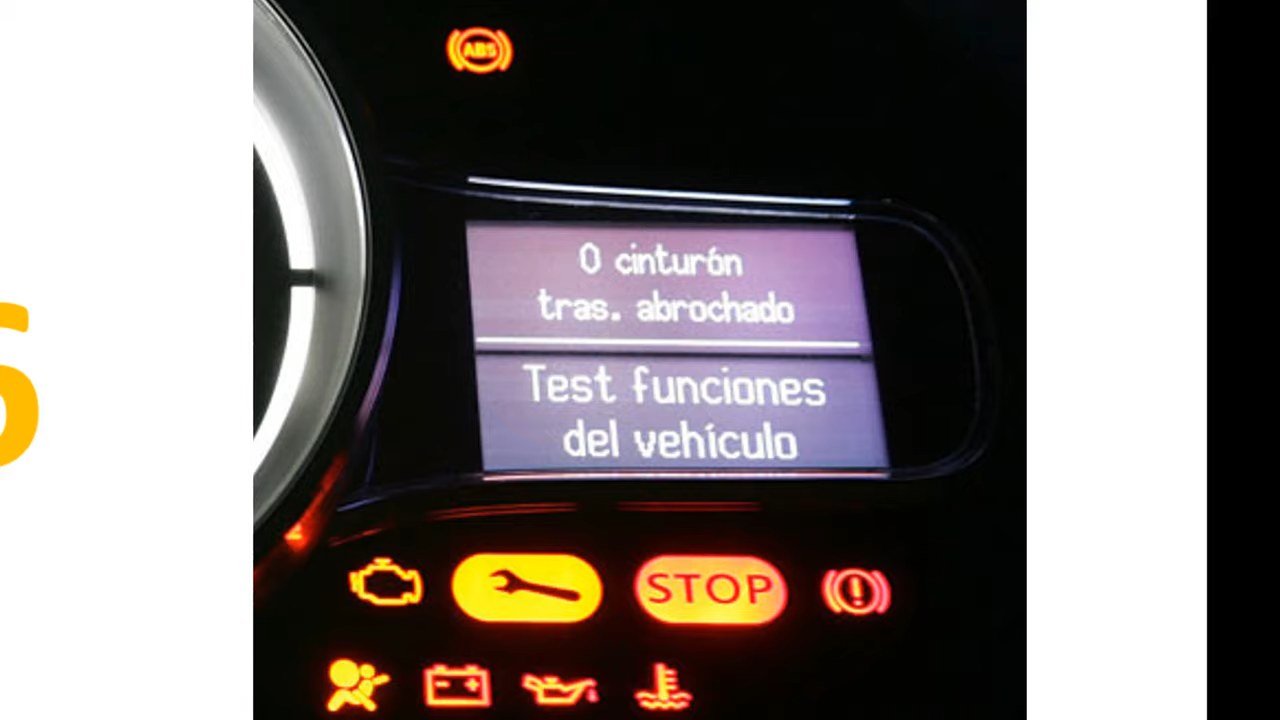 ABS
0 cinturón
tras. abrochado
Test funciones
del vehículo
STOP